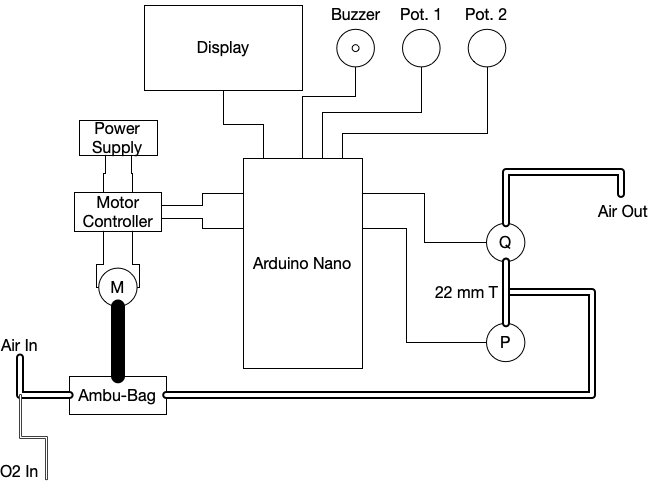 Buzzer
Pot. 1
Pot. 2
Display
Power
Supply
Motor
Controller
Air Out
Q
Arduino Nano
M
22 mm T
P
Air In
Ambu-Bag
O2 In